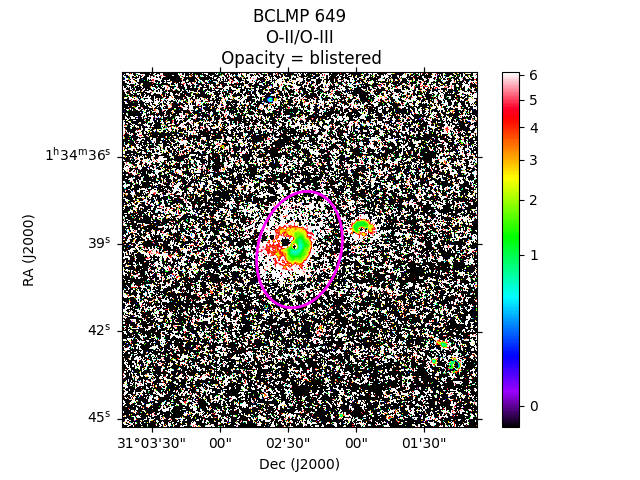 BCLMP 649
O-II/O-III
Opacity = blistered
1ʰ34ᵐ36ˢ
39ˢ
42ˢ
45ˢ
RA (J2000)
31°03'30" 00" 02'30" 00" 01'30"
Dec (J2000)
6
5
4
3
2
1
0